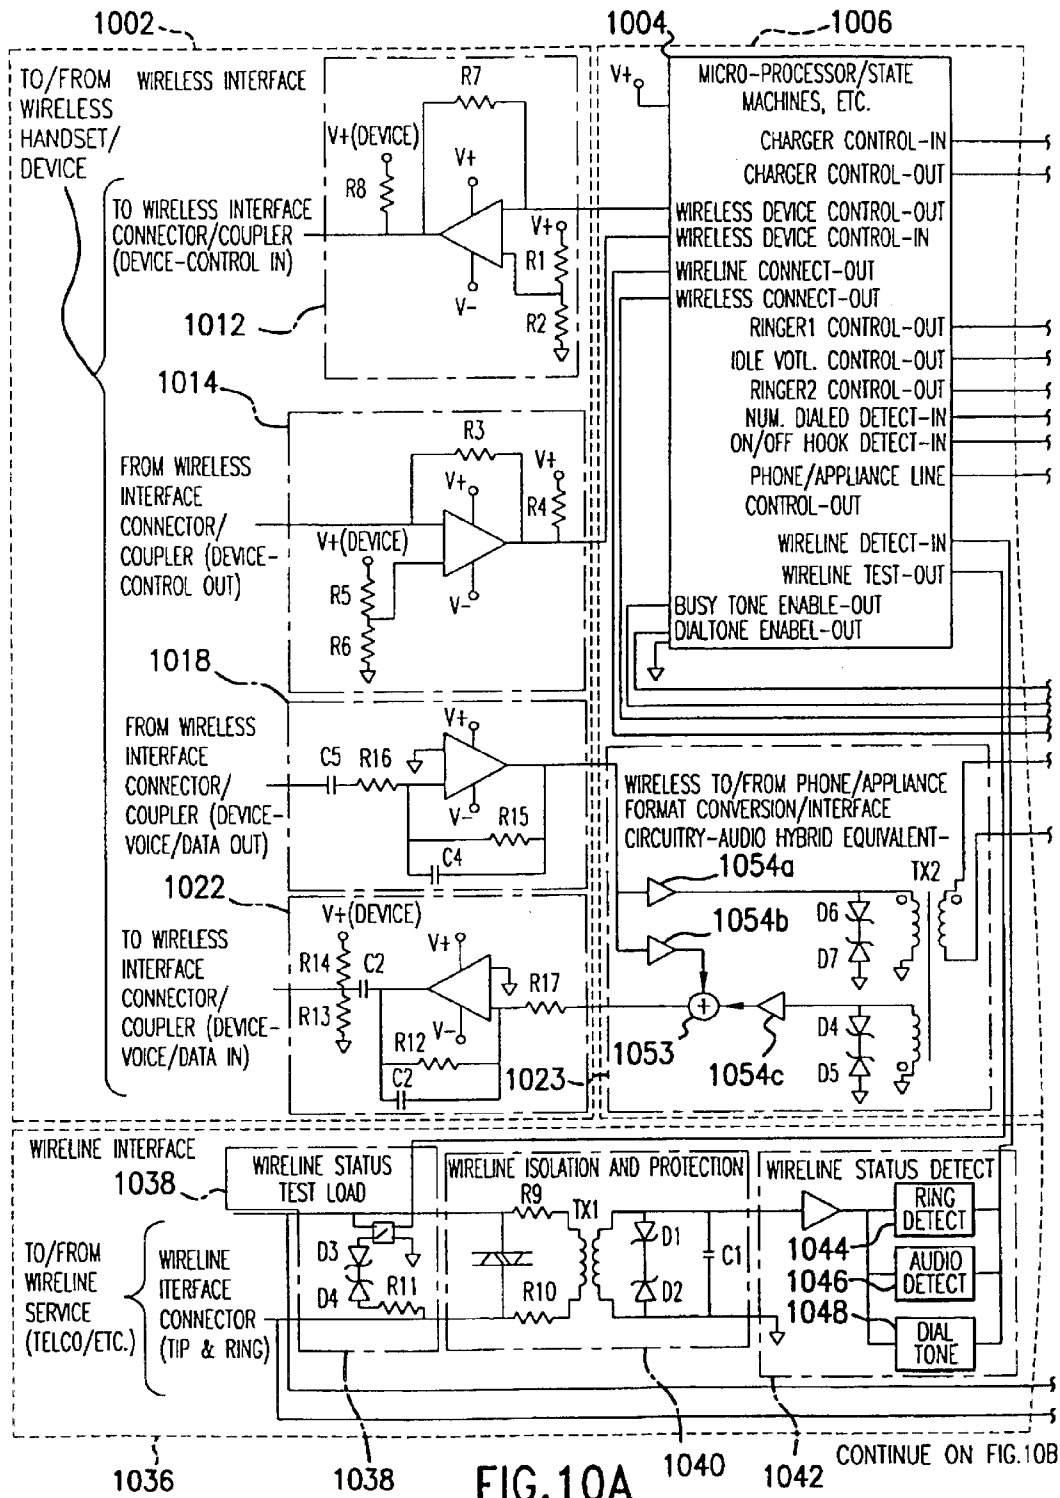 1002
1004
1006
TO/FROM
WIRELESS
HANDSET/
DEVICE
WIRELESS INTERFACE
R7
V+(DEVICE)
R8
V+
V-
V+
R1
R2
TO WIRELESS INTERFACE
CONNECTOR/COUPLER
(DEVICE-CONTROL IN)
1012
V+
MICRO-PROCESSOR/STATE
MACHINES, ETC.
CHARGER CONTROL-IN
CHARGER CONTROL-OUT
WIRELESS DEVICE CONTROL-OUT
WIRELESS DEVICE CONTROL-IN
WIRELINE CONNECT-OUT
WIRELESS CONNECT-OUT
RINGER1 CONTROL-OUT
IDLE VOTL. CONTROL-OUT
RINGER2 CONTROL-OUT
NUM. DIALED DETECT-IN
ON/OFF HOOK DETECT-IN
PHONE/APPLIANCE LINE
CONTROL-OUT
WIRELINE DETECT-IN
WIRELINE TEST-OUT
BUSY TONE ENABLE-OUT
DIALTONE ENABEL-OUT
1014
R3
V+
V+
R4
V+(DEVICE)
R5
R6
V-
FROM WIRELESS
INTERFACE
CONNECTOR/
COUPLER (DEVICE-
CONTROL OUT)
1018
V+
C5
R16
V-
R15
C4
FROM WIRELESS
INTERFACE
CONNECTOR/
COUPLER (DEVICE-
VOICE/DATA OUT)
WIRELESS TO/FROM PHONE/APPLIANCE
FORMAT CONVERSION/INTERFACE
CIRCUITRY-AUDIO HYBRID EQUIVALENT-
1054a
TX2
1054b
D6
D7
1053
1054c
D4
D5
1023
1022
V+(DEVICE)
V+
R14
C2
R13
R17
V-
R12
C2
TO WIRELESS
INTERFACE
CONNECTOR/
COUPLER (DEVICE-
VOICE/DATA IN)
WIRELINE INTERFACE
1038
WIRELINE STATUS
TEST LOAD
D3
D4
R11
WIRELINE ISOLATION AND PROTECTION
R9
TX1
D1
R10
D2
C1
WIRELINE STATUS DETECT
RING
DETECT
1044
AUDIO
DETECT
1046
1048
DIAL
TONE
TO/FROM
WIRELINE
SERVICE
(TELCO/ETC.)
WIRELINE
ITERFACE
CONNECTOR
(TIP & RING)
1036
1038
FIG.10A
1040
1042
CONTINUE ON FIG.10B